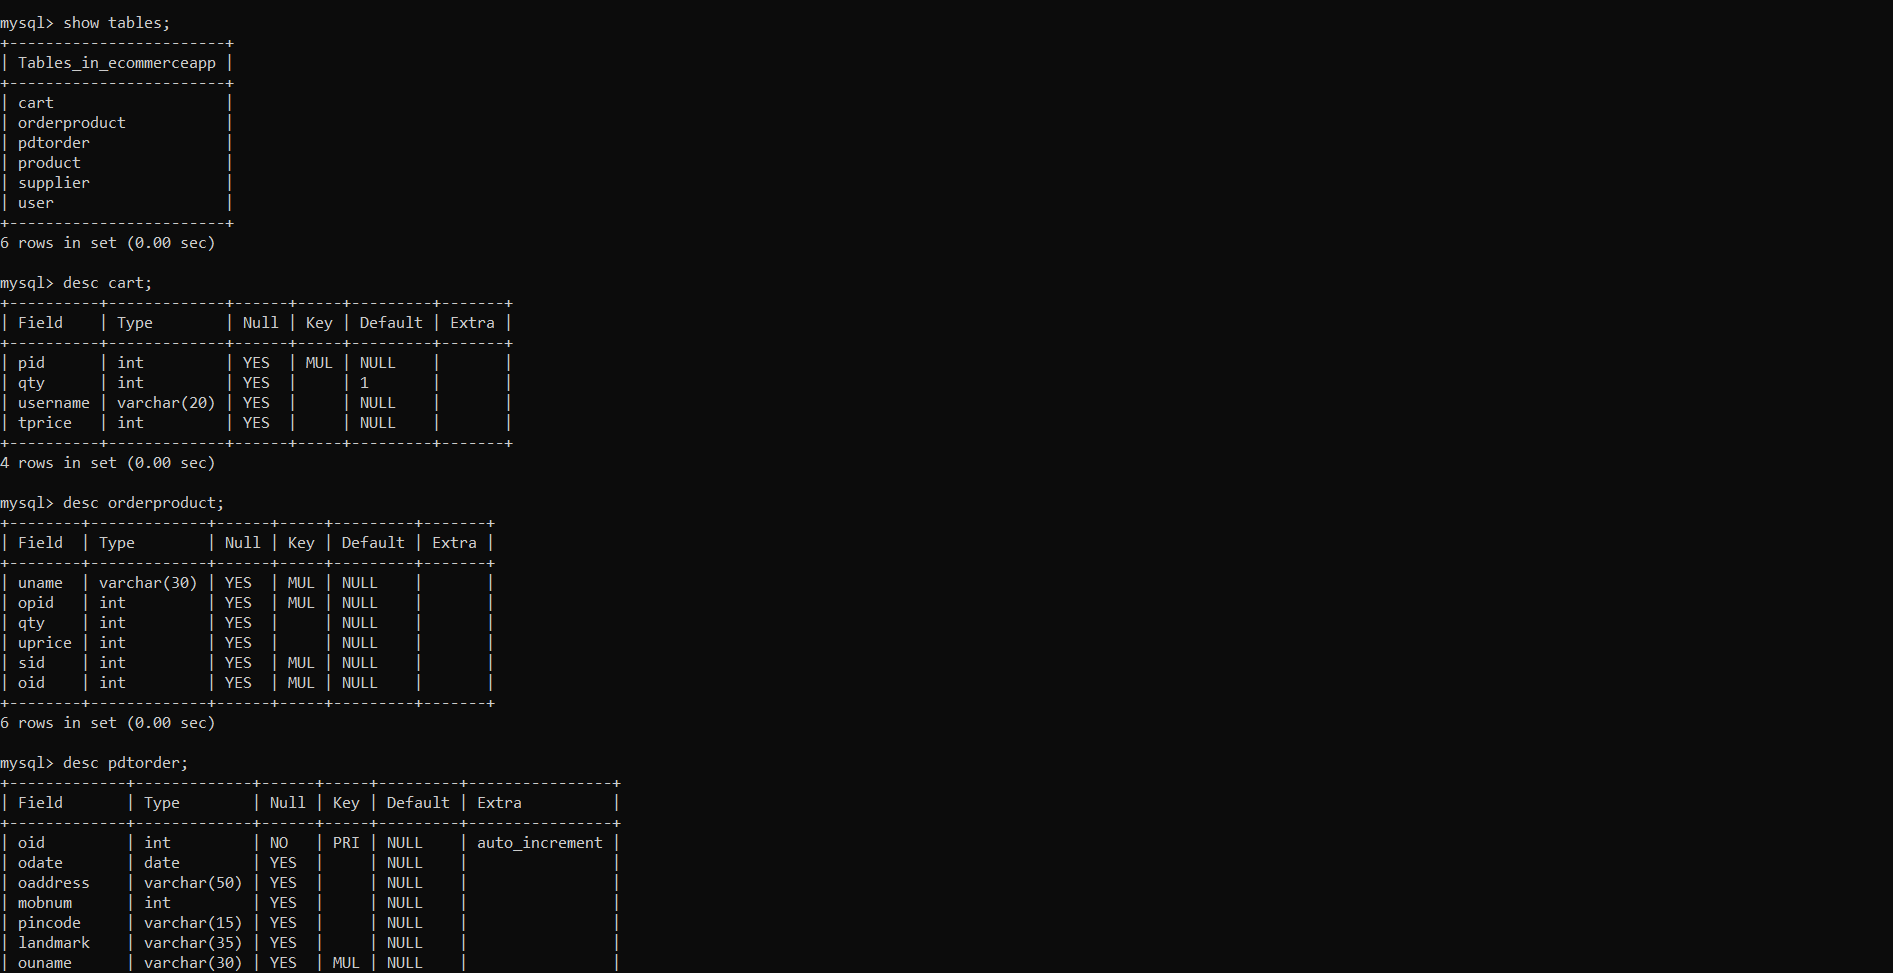 mysql> show tables;
+------------------------+
| Tables_in_ecommerceapp |
+------------------------+
| cart                   |
| orderproduct           |
| pdtorder               |
| product                |
| supplier               |
| user                   |
+------------------------+
6 rows in set (0.00 sec)

mysql> desc cart;
+----------+-------------+------+-----+---------+-------+
| Field    | Type        | Null | Key | Default | Extra |
+----------+-------------+------+-----+---------+-------+
| pid      | int         | YES  | MUL | NULL    |       |
| qty      | int         | YES  |     | 1       |       |
| username | varchar(20) | YES  |     | NULL    |       |
| tprice   | int         | YES  |     | NULL    |       |
+----------+-------------+------+-----+---------+-------+
4 rows in set (0.00 sec)

mysql> desc orderproduct;
+--------+-------------+------+-----+---------+-------+
| Field  | Type        | Null | Key | Default | Extra |
+--------+-------------+------+-----+---------+-------+
| uname  | varchar(30) | YES  | MUL | NULL    |       |
| opid   | int         | YES  | MUL | NULL    |       |
| qty    | int         | YES  |     | NULL    |       |
| uprice | int         | YES  |     | NULL    |       |
| sid    | int         | YES  | MUL | NULL    |       |
| oid    | int         | YES  | MUL | NULL    |       |
+--------+-------------+------+-----+---------+-------+
6 rows in set (0.00 sec)

mysql> desc pdtorder;
+-------------+-------------+------+-----+---------+----------------+
| Field       | Type        | Null | Key | Default | Extra          |
+-------------+-------------+------+-----+---------+----------------+
| oid         | int         | NO   | PRI | NULL    | auto_increment |
| odate       | date        | YES  |     | NULL    |                |
| oaddress    | varchar(50) | YES  |     | NULL    |                |
| mobnum      | int         | YES  |     | NULL    |                |
| pincode     | varchar(15) | YES  |     | NULL    |                |
| landmark    | varchar(35) | YES  |     | NULL    |                |
| ouname      | varchar(30) | YES  | MUL | NULL    |                |